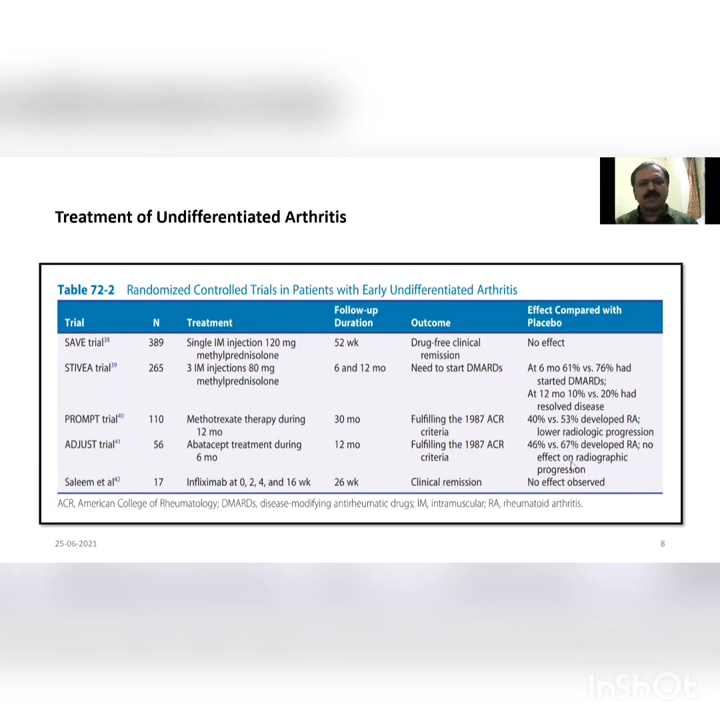 Treatment of Undifferentiated Arthritis
Table 72-2 Randomized Controlled Trials in Patients with Early Undifferentiated Arthritis
Trial N Treatment Follow-up Duration Outcome Effect Compared with Placebo
SAVE trial38 389 Single IM injection 120 mg methylprednisolone 52 wk Drug-free clinical remission No effect
STIVEA trial39 265 3 IM injections 80 mg methylprednisolone 6 and 12 mo Need to start DMARDs At 6 mo 61% vs. 76% had started DMARDs; At 12 mo 10% vs. 20% had resolved disease
PROMPT trial40 110 Methotrexate therapy during 12 mo 30 mo Fulfilling the 1987 ACR criteria 40% vs. 53% developed RA; lower radiologic progression
ADJUST trial41 56 Abatacept treatment during 6 mo 12 mo Fulfilling the 1987 ACR criteria 46% vs. 67% developed RA; no effect on radiographic progression
Saleem et al42 17 Infliximab at 0, 2, 4, and 16 wk 26 wk Clinical remission No effect observed
ACR, American College of Rheumatology; DMARDs, disease-modifying antirheumatic drugs; IM, intramuscular; RA, rheumatoid arthritis.
25-06-2021 8
InShOt